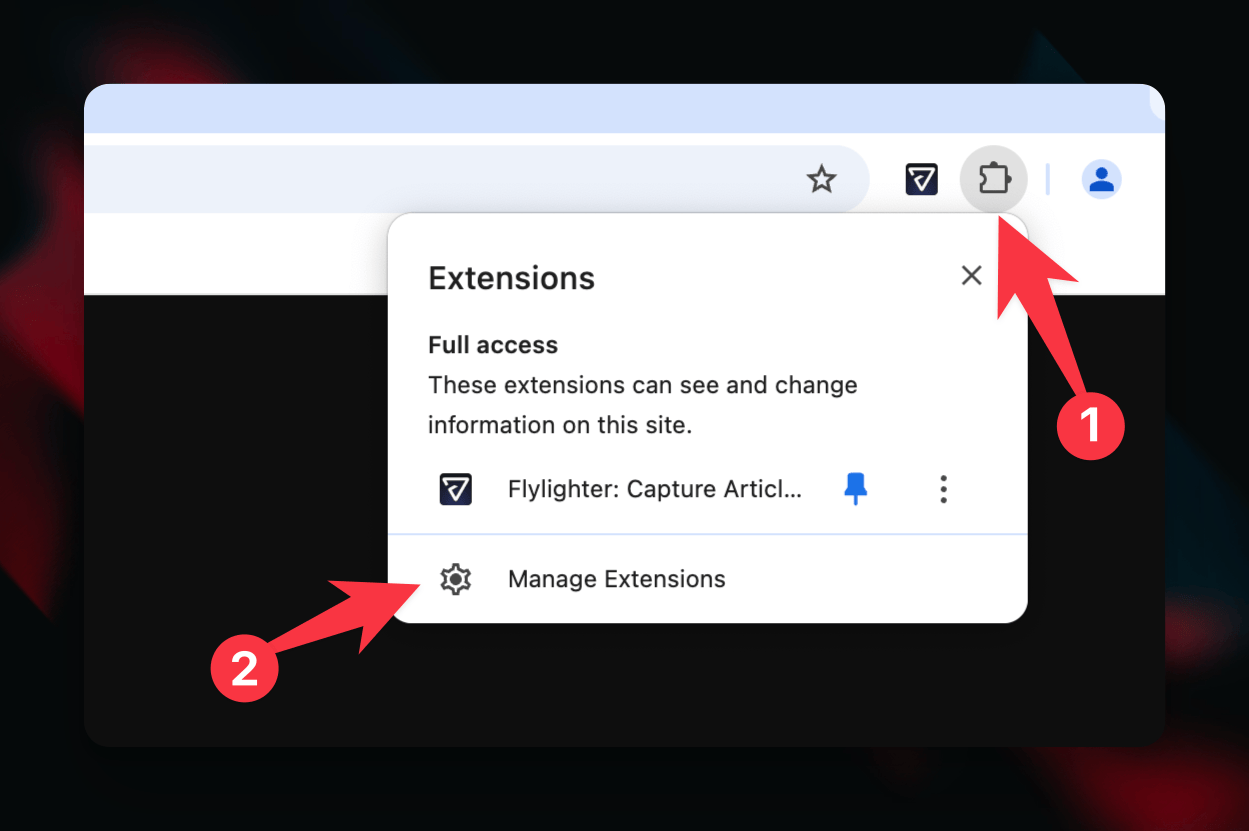 Extensions
Full access
These extensions can see and change
information on this site.
Flylighter: Capture Articl...
Manage Extensions
1
2